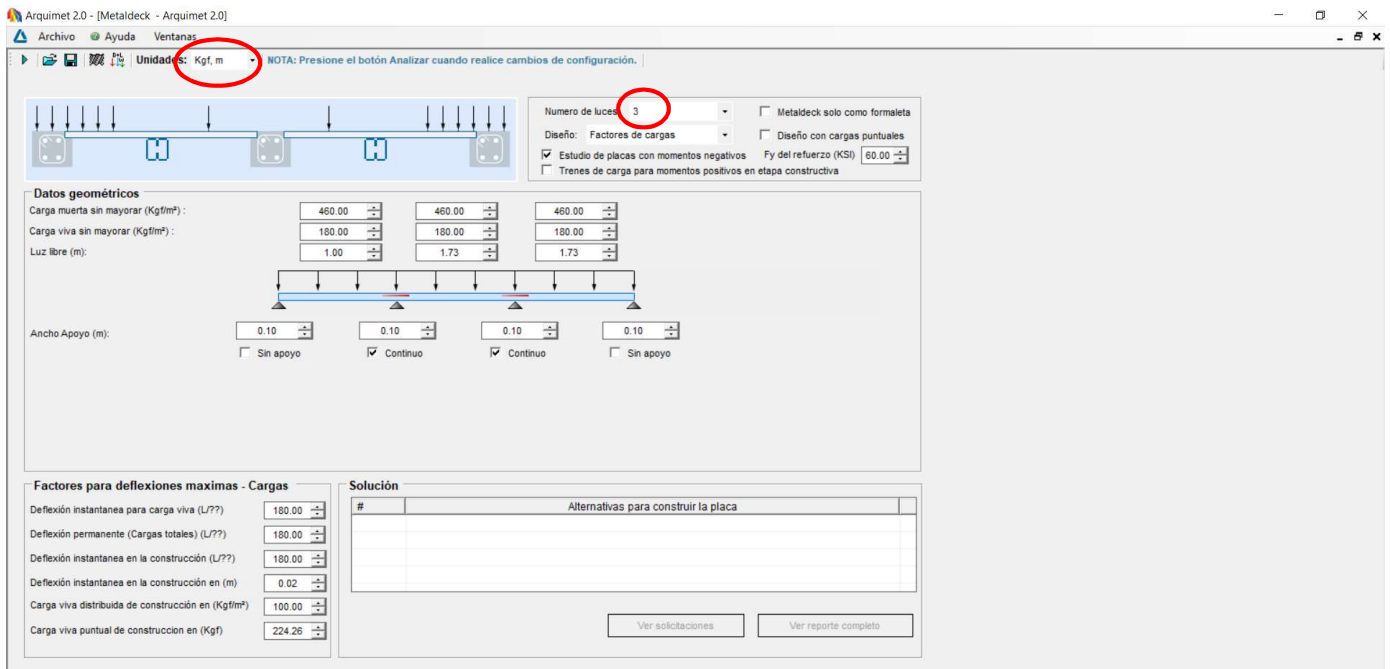 Arquimet 2.0 - [Metaldeck - Arquimet 2.0]
Archivo Ayuda Ventanas
Unidades: Kgf, m NOTA: Presione el botón Analizar cuando realice cambios de configuración.
Numero de luces 3 Metaldeck solo como formaleta
Diseño: Factores de cargas Diseño con cargas puntuales
Estudio de placas con momentos negativos Fy del refuerzo (KSI) 60.00
Trenes de carga para momentos positivos en etapa constructiva
Datos geométricos
Carga muerta sin mayorar (Kgf/m²) : 460.00 460.00 460.00
Carga viva sin mayorar (Kgf/m²) : 180.00 180.00 180.00
Luz libre (m): 1.00 1.73 1.73
Ancho Apoyo (m): 0.10 0.10 0.10 0.10
Sin apoyo Continuo Continuo Sin apoyo
Factores para deflexiones maximas - Cargas
Deflexión instantanea para carga viva (L/??) 180.00
Deflexión permanente (Cargas totales) (L/??) 180.00
Deflexión instantanea en la construcción (L/??) 180.00
Deflexión instantanea en la construcción en (m) 0.02
Carga viva distribuida de construcción en (Kgf/m²) 100.00
Carga viva puntual de construccion en (Kgf) 224.26
Solución
# Alternativas para construir la placa
Ver solicitaciones Ver reporte completo